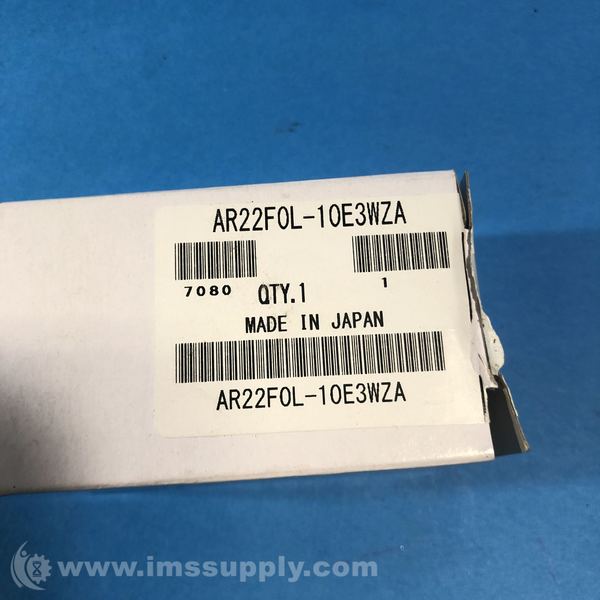 AR22F0L-10E3WZA
7080
QTY.1
1
MADE IN JAPAN
AR22F0L-10E3WZA
© www.imssupply.com